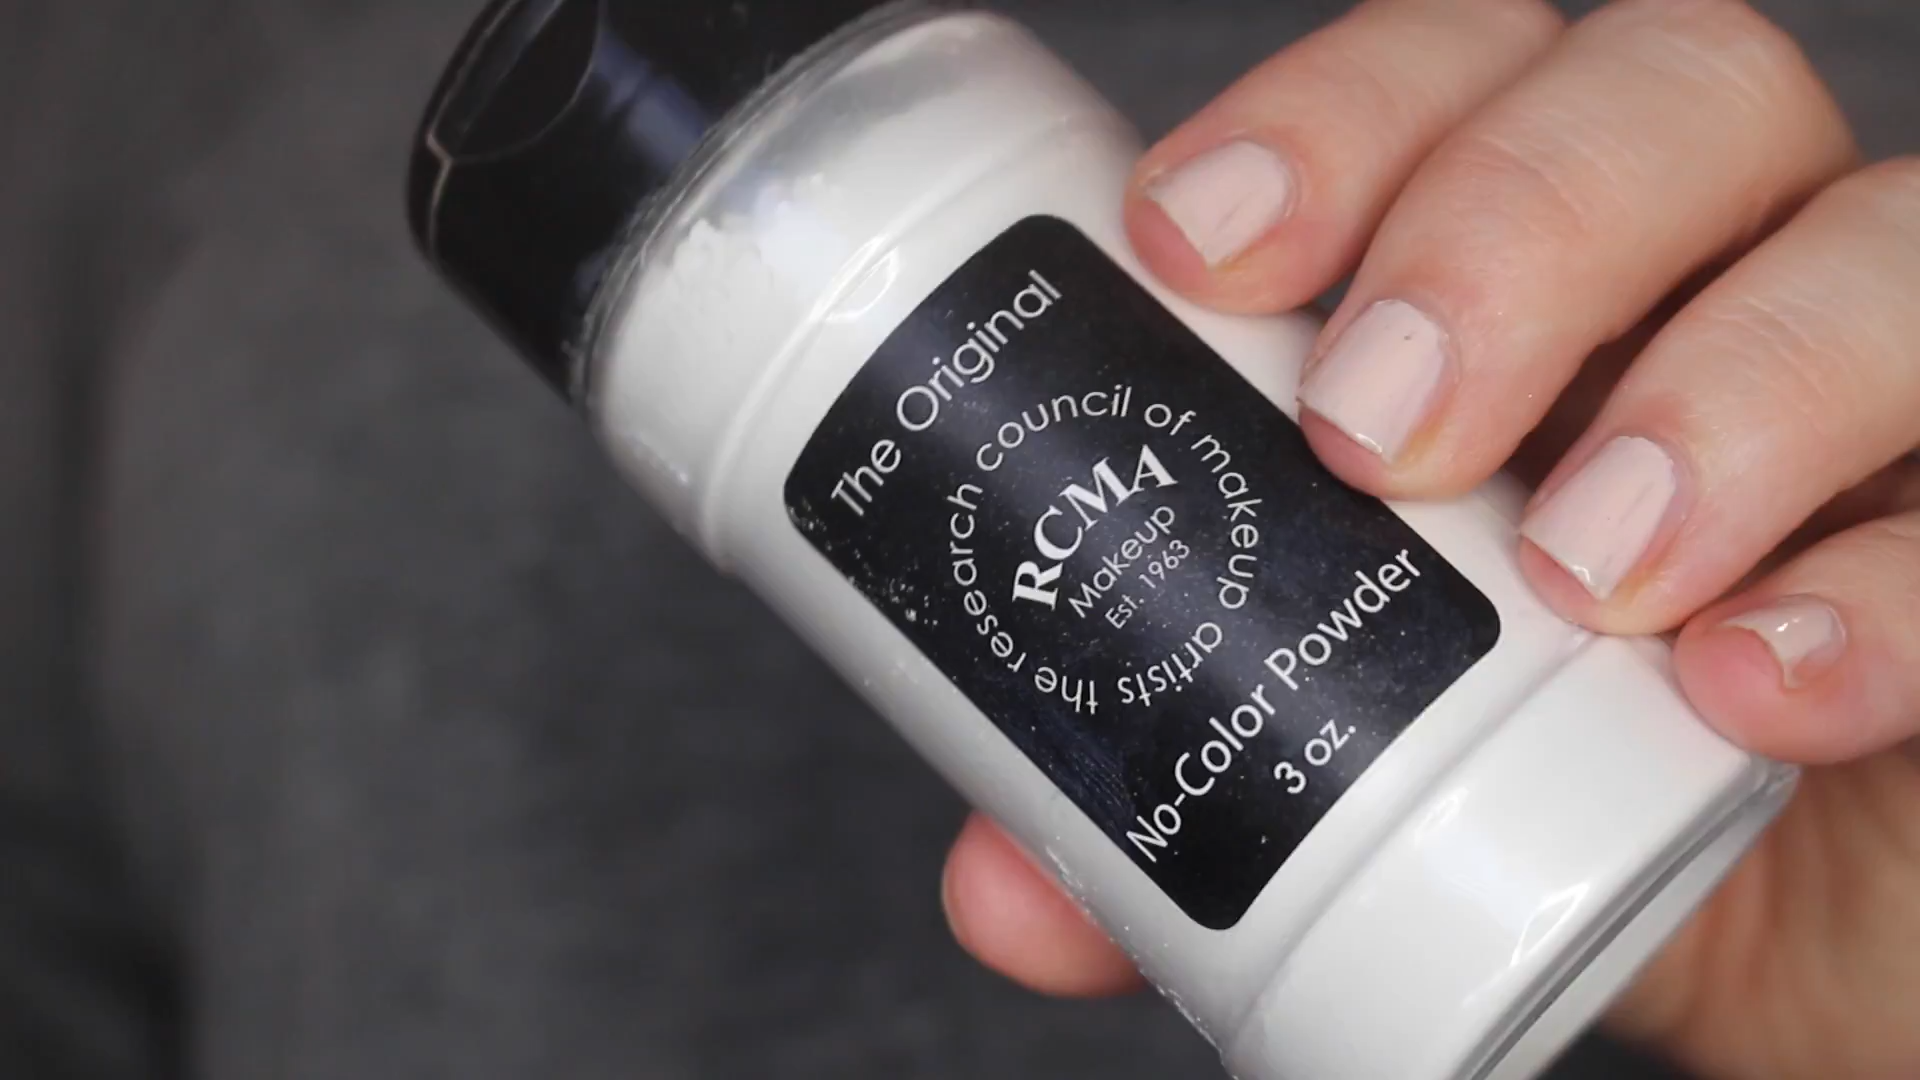 The Original
the research council of makeup artists
RCMA
Makeup
Est. 1963
No-Color Powder
3 oz.